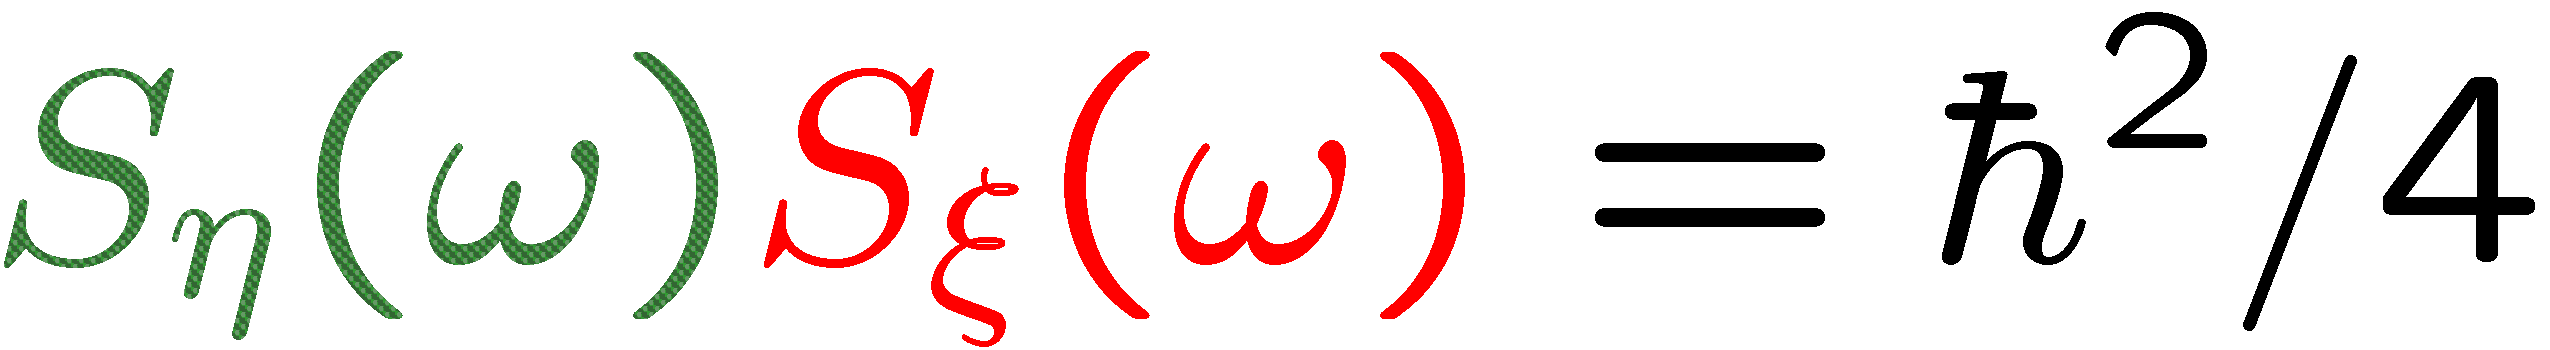 S_η(ω) S_ξ(ω) = ℏ²/4